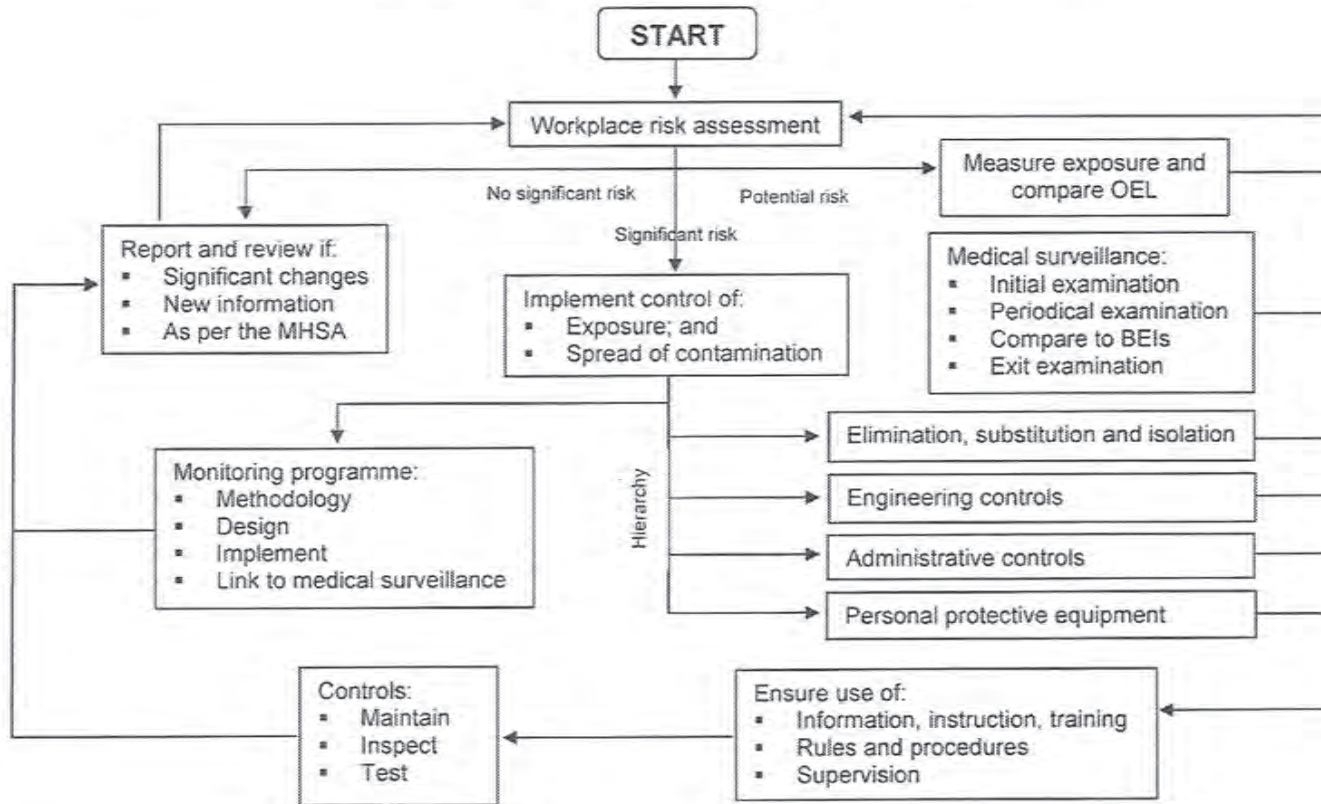 START
Workplace risk assessment
Measure exposure and
compare OEL
No significant risk
Potential risk
Significant risk
Report and review if:
▪ Significant changes
▪ New information
▪ As per the MHSA
Implement control of:
▪ Exposure; and
▪ Spread of contamination
Medical surveillance:
▪ Initial examination
▪ Periodical examination
▪ Compare to BEIs
▪ Exit examination
Monitoring programme:
▪ Methodology
▪ Design
▪ Implement
▪ Link to medical surveillance
Hierarchy
Elimination, substitution and isolation
Engineering controls
Administrative controls
Personal protective equipment
Controls:
▪ Maintain
▪ Inspect
▪ Test
Ensure use of:
▪ Information, instruction, training
▪ Rules and procedures
▪ Supervision